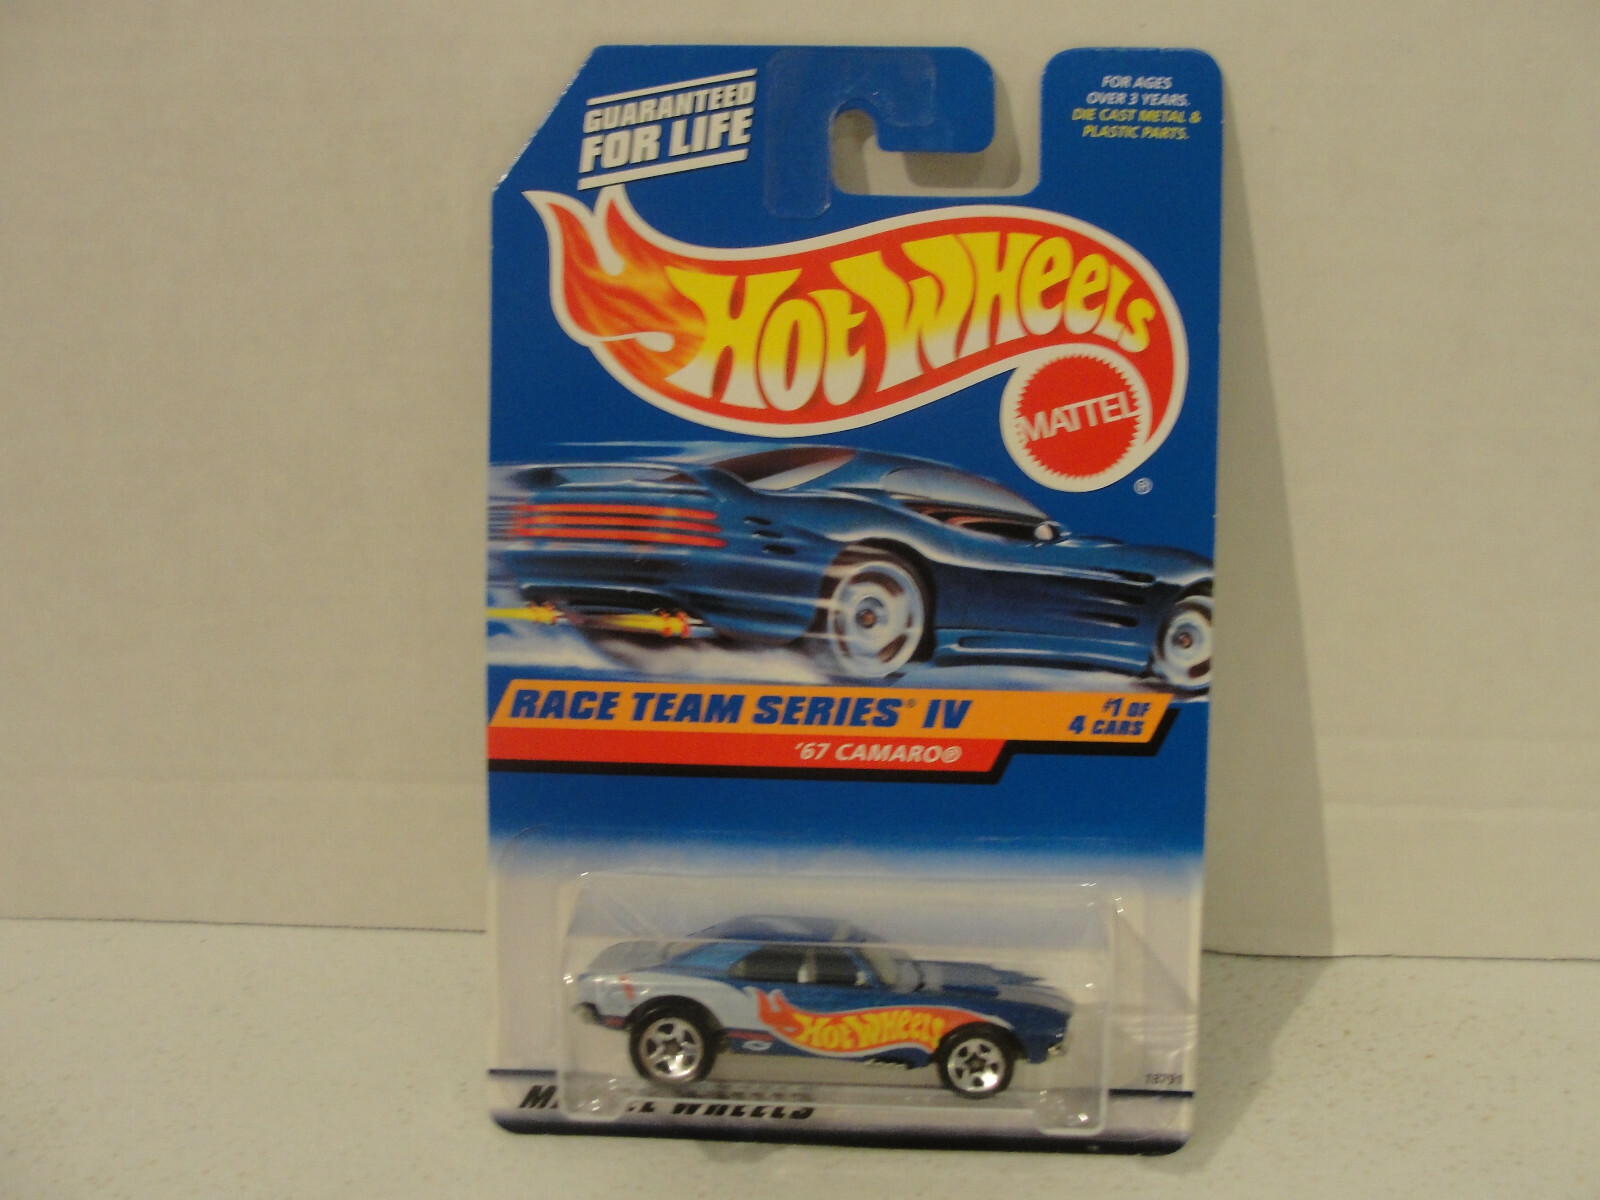 GUARANTEED
FOR LIFE
FOR AGES
OVER 3 YEARS.
DIE CAST METAL &
PLASTIC PARTS.
HOT WHEELS
MATTEL
®
RACE TEAM SERIES® IV
#1 OF
4 CARS
'67 CAMARO®
HOT WHEELS
WHEELS